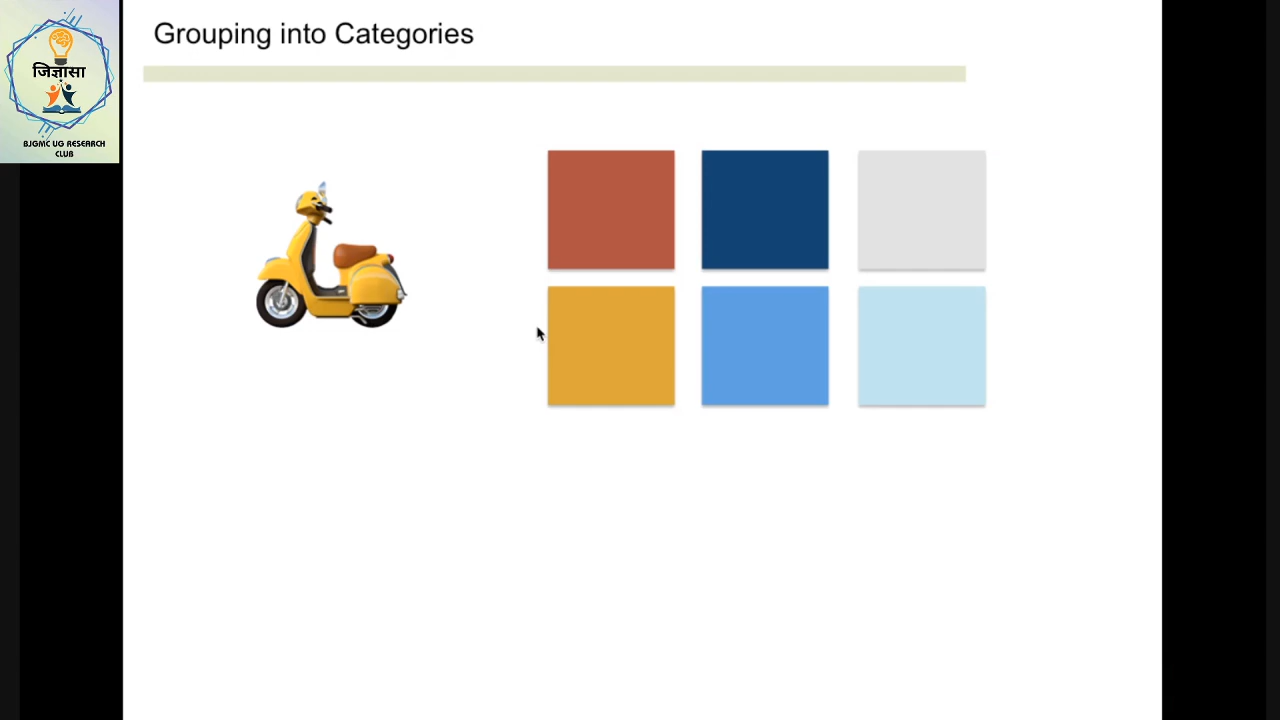 Grouping into Categories
जिज्ञासा
BJGMC UG RESEARCH
CLUB